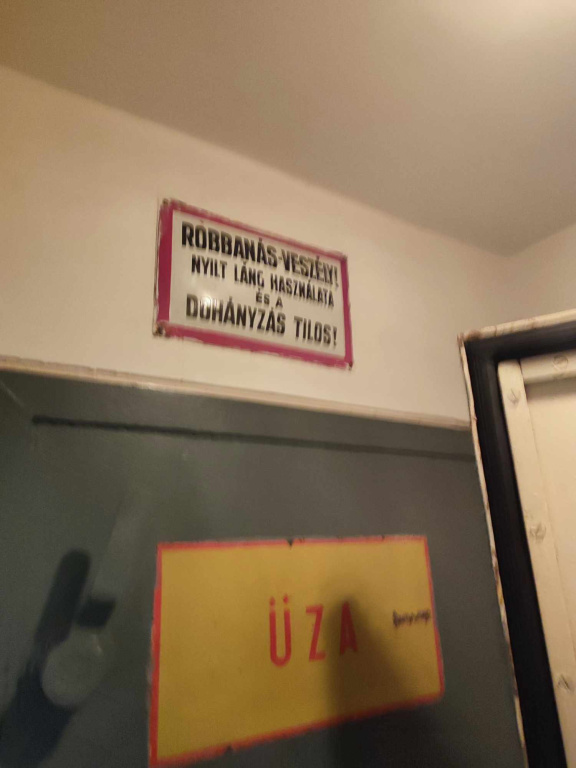 ROBBANÁS-VESZÉLY!
NYILT LÁNG HASZNÁLATA
ÉS A
DOHÁNYZÁS TILOS!
ÜZA